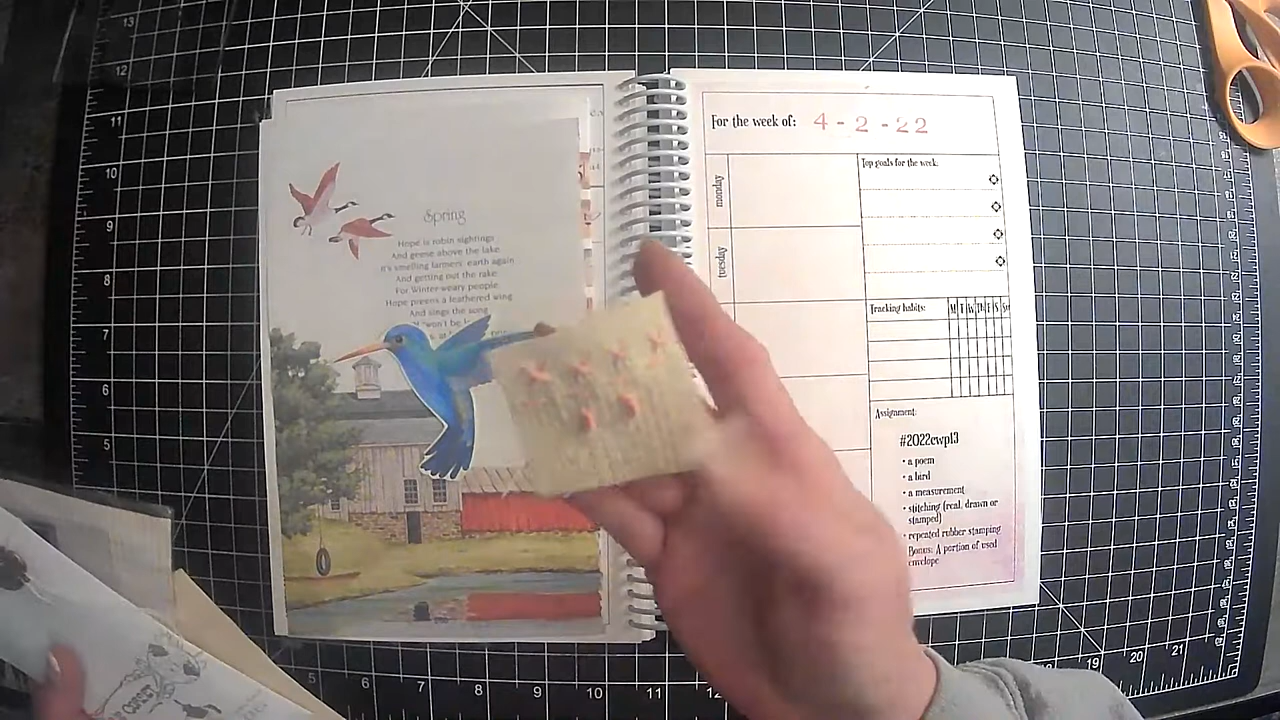 Spring
Hope is robin sightings
And geese above the lake
It's smelling farmers' earth again
And getting out the rake
For Winter-weary people
Hope preens a feathered wing
And sings the song
For the week of: 4 - 2 - 22
monday
tuesday
Top goals for the week:
Tracking habits: M T W Th F S Su
Assignment:
#2022cwpl3
• a poem
• a bird
• a measurement
• stitching (real, drawn or
stamped)
• repeated rubber stamping
Bonus: A portion of used
envelope
13
12
11
10
9
8
7
6
5
5 6 7 8 9 10 11 12
19 20 21 22